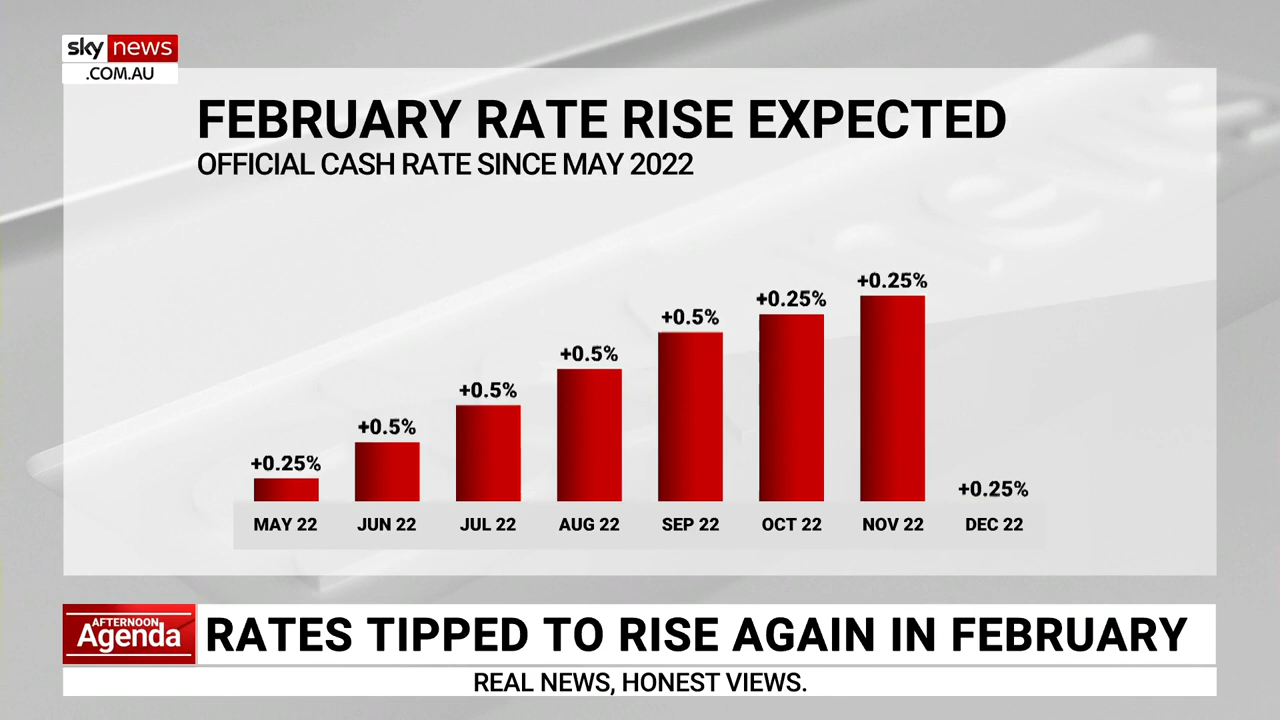 sky news
.COM.AU
FEBRUARY RATE RISE EXPECTED
OFFICIAL CASH RATE SINCE MAY 2022
+0.25%
+0.5%
+0.5%
+0.5%
+0.5%
+0.25%
+0.25%
+0.25%
MAY 22
JUN 22
JUL 22
AUG 22
SEP 22
OCT 22
NOV 22
DEC 22
AFTERNOON
Agenda
RATES TIPPED TO RISE AGAIN IN FEBRUARY
REAL NEWS, HONEST VIEWS.